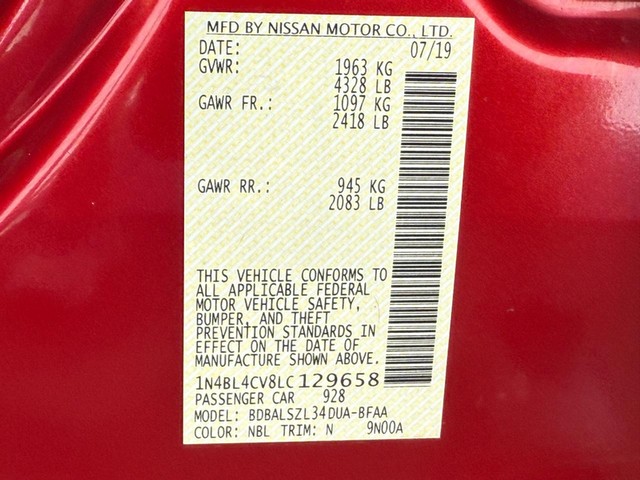 MFD BY NISSAN MOTOR CO., LTD.
DATE: 07/19
GVWR: 1963 KG
4328 LB
GAWR FR.: 1097 KG
2418 LB
GAWR RR.: 945 KG
2083 LB
THIS VEHICLE CONFORMS TO
ALL APPLICABLE FEDERAL
MOTOR VEHICLE SAFETY,
BUMPER, AND THEFT
PREVENTION STANDARDS IN
EFFECT ON THE DATE OF
MANUFACTURE SHOWN ABOVE.
1N4BL4CV8LC129658
PASSENGER CAR 928
MODEL: BDBALSZL34DUA-BFAA
COLOR: NBL TRIM: N 9N00A